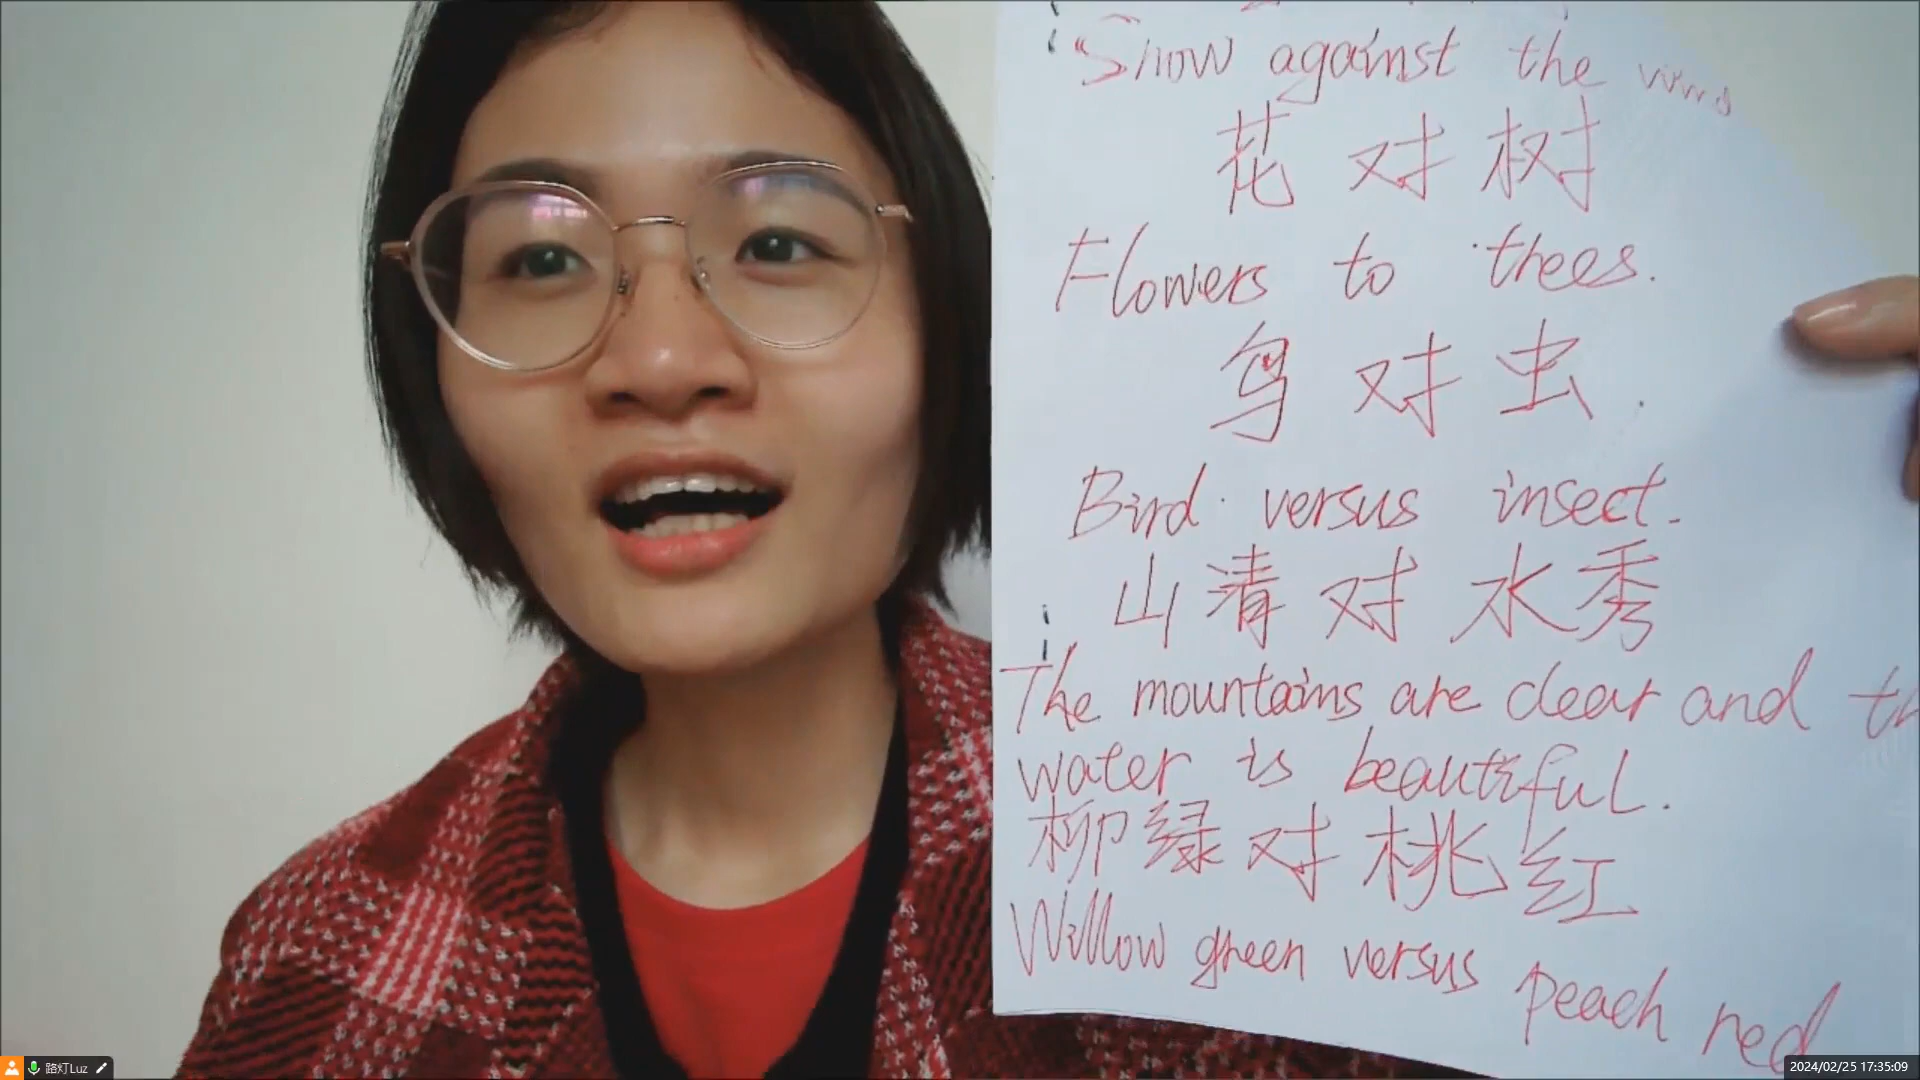 Snow against the wind
花 对 树
Flowers to trees.
鸟 对 虫
Bird versus insect.
山 清 对 水 秀
The mountains are clear and th
water is beautiful.
柳 绿 对 桃 红
Willow green versus peach red
路灯Luz
2024/02/25 17:35:09